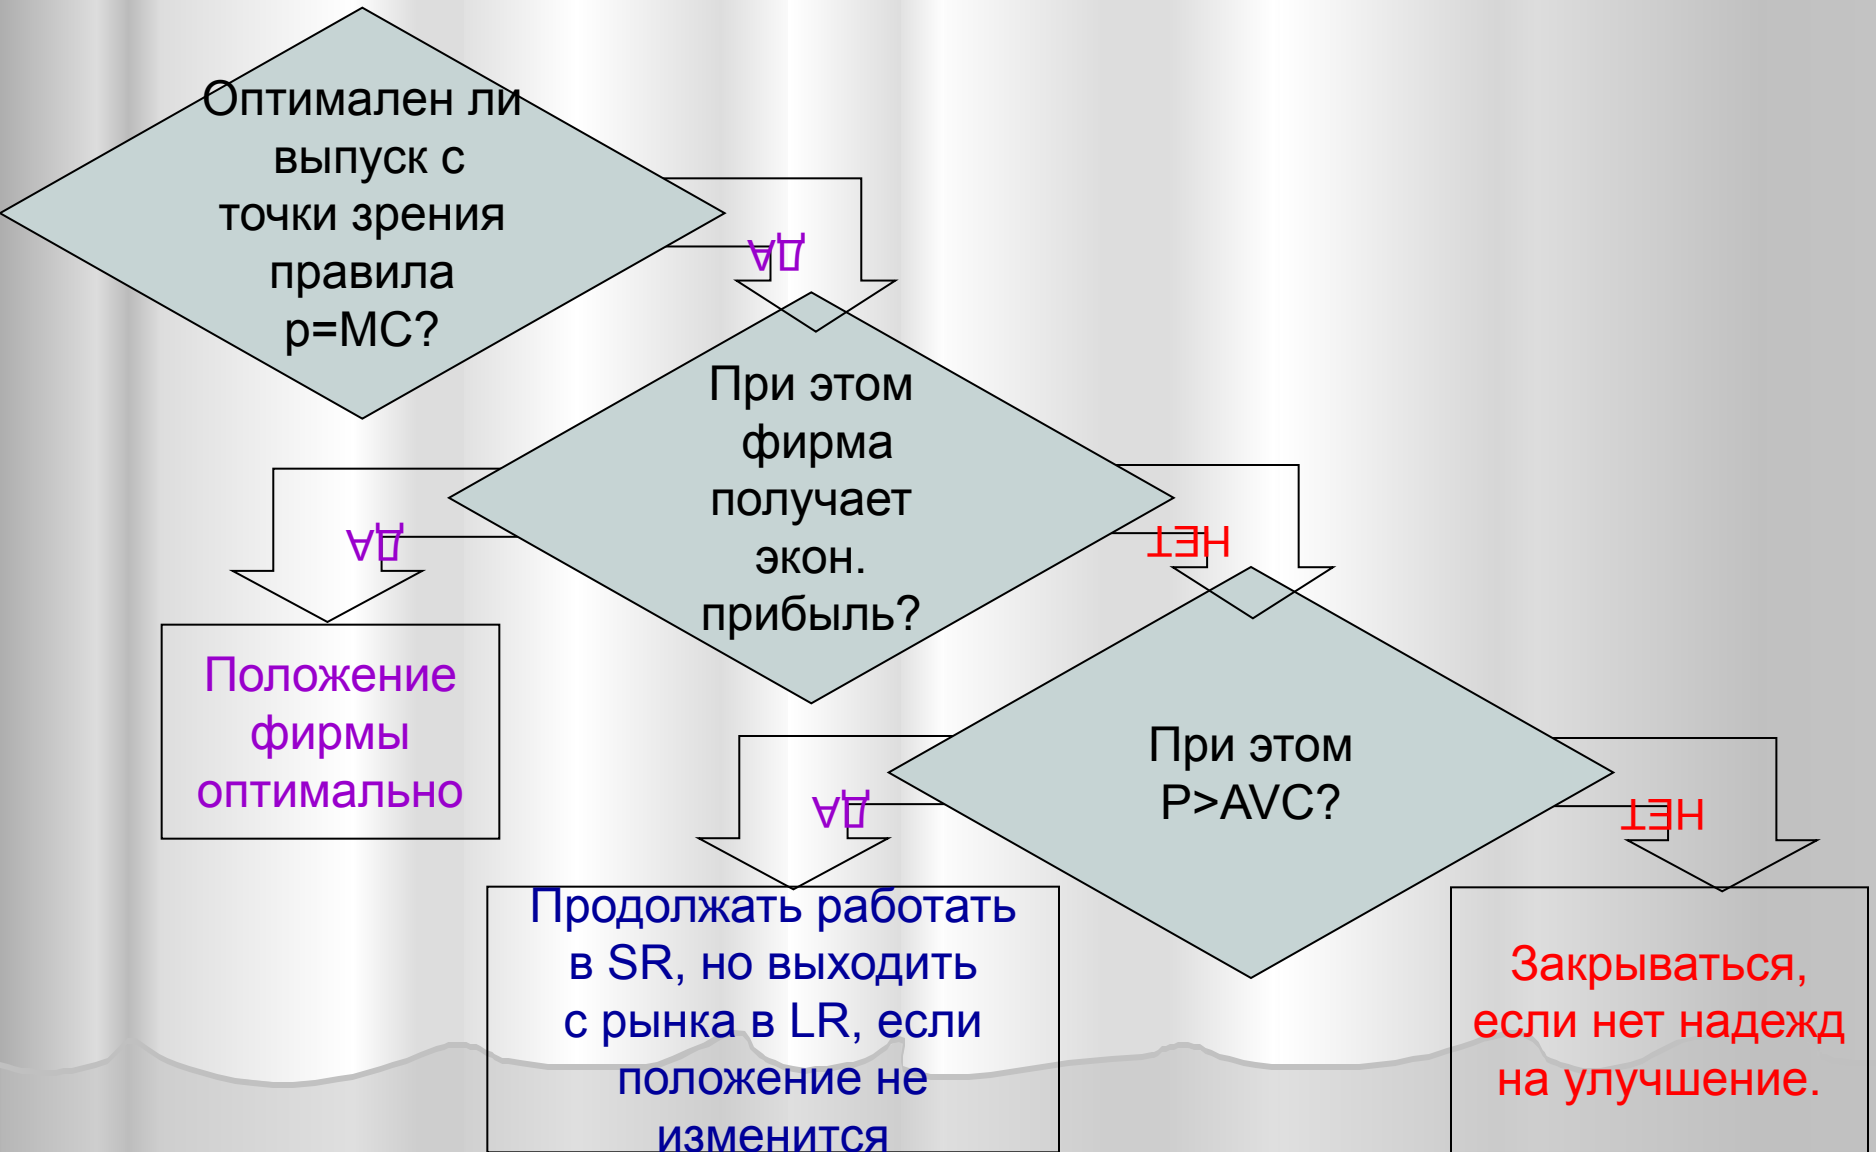 Оптимален ли
выпуск с
точки зрения
правила
p=MC?
ДА
При этом
фирма
получает
экон.
прибыль?
ДА
НЕТ
Положение
фирмы
оптимально
При этом
P>AVC?
ДА
НЕТ
Продолжать работать
в SR, но выходить
с рынка в LR, если
положение не
изменится
Закрываться,
если нет надежд
на улучшение.